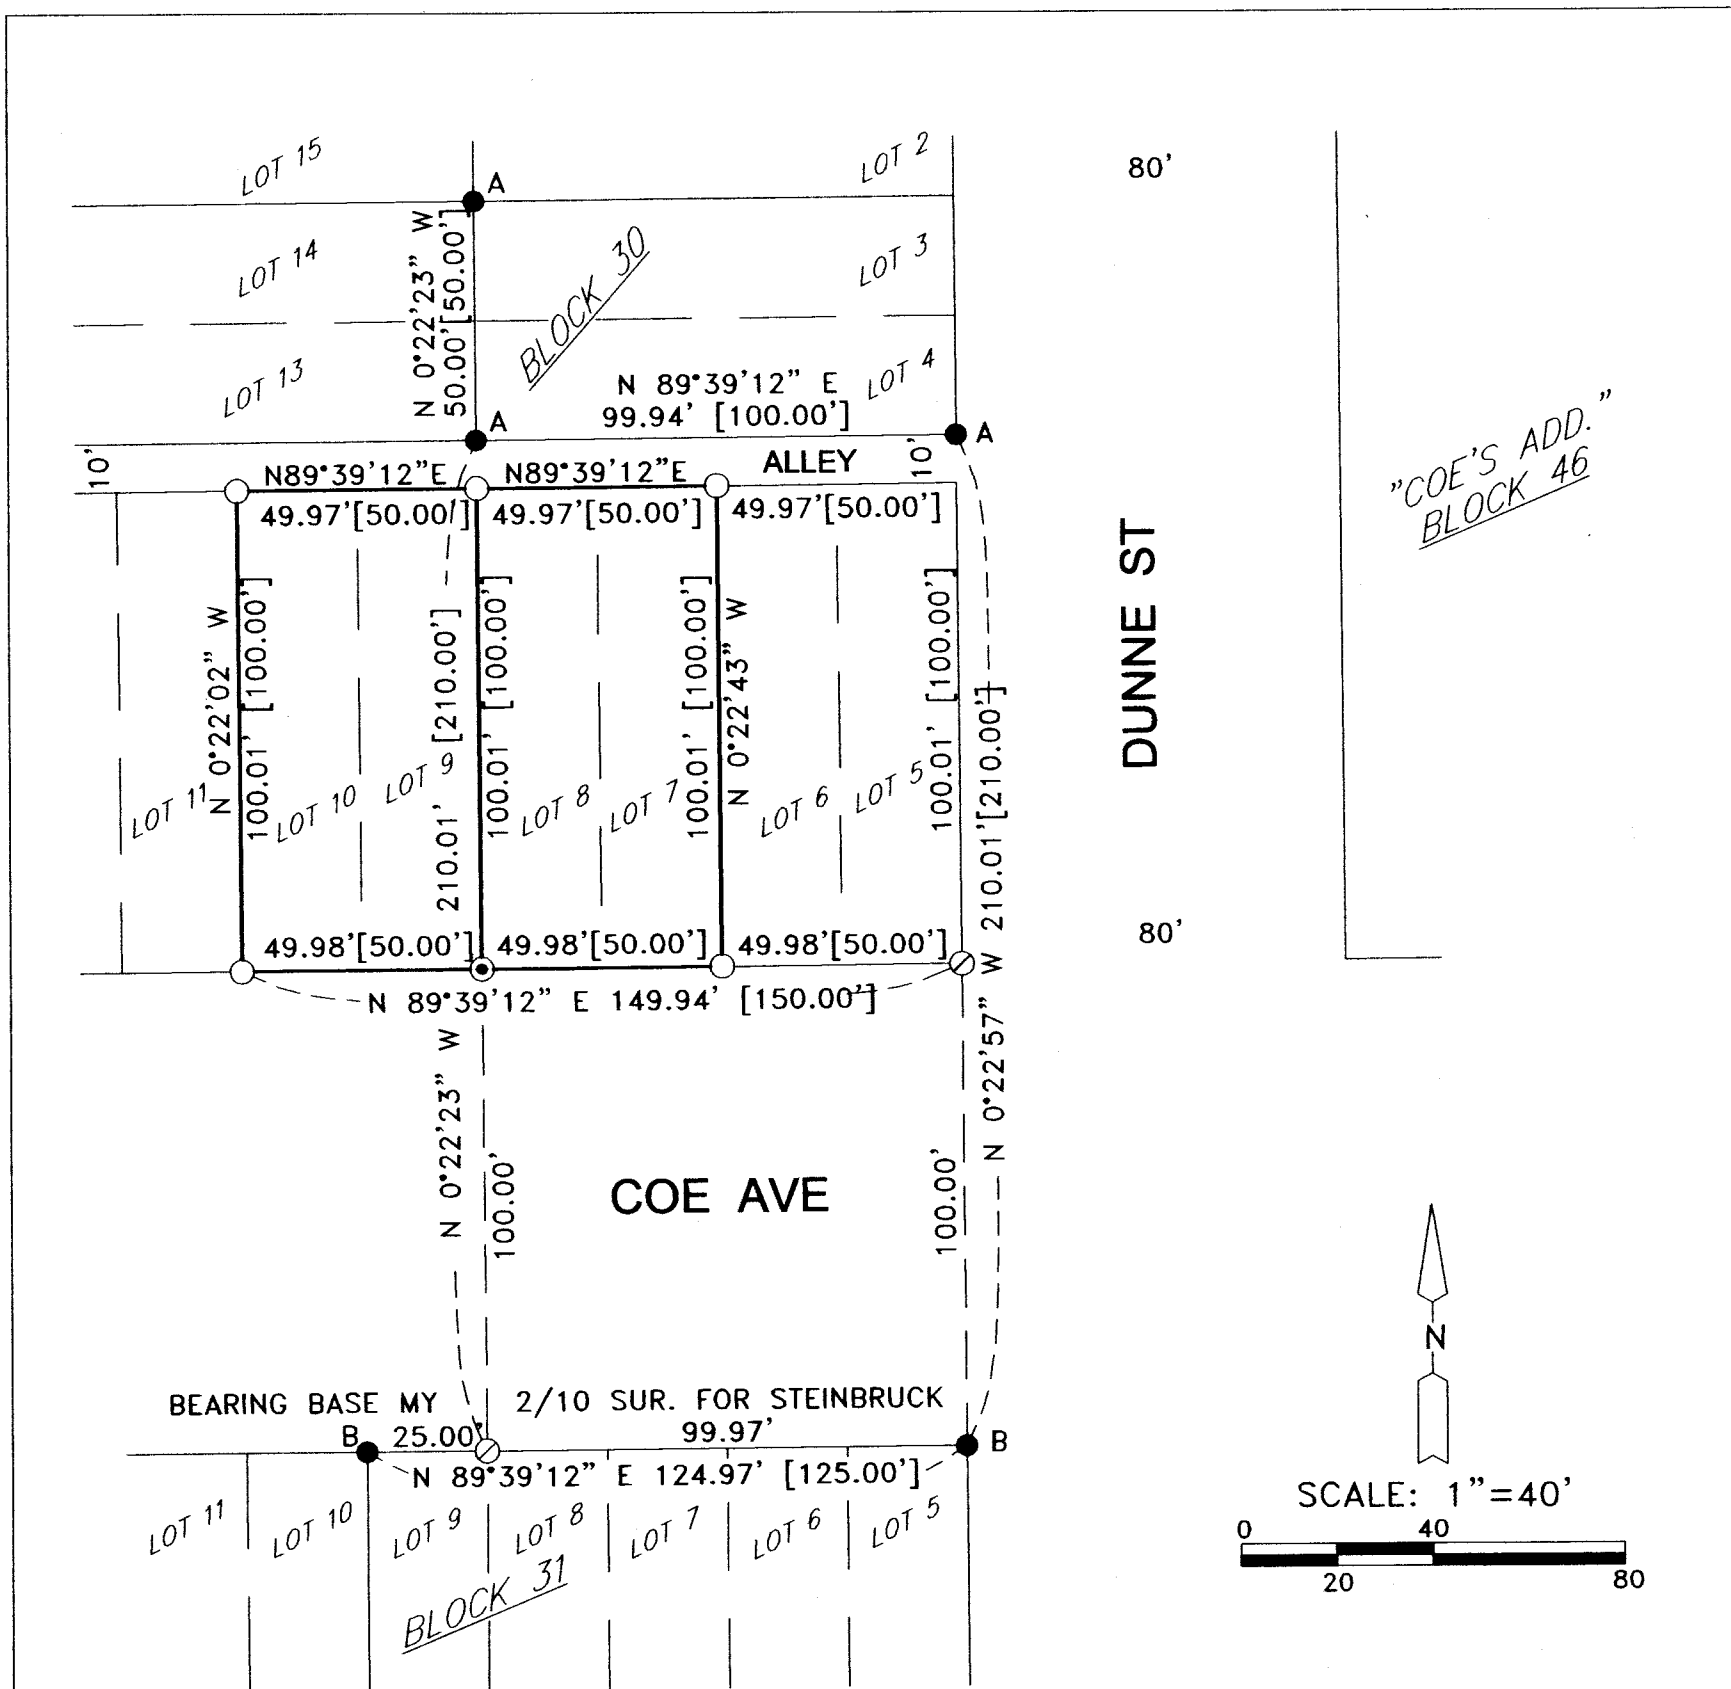 LOT 15
A
LOT 2
80'
LOT 14
N 0°22'23" W
50.00'[50.00']
BLOCK 30
LOT 3
LOT 13
N 89°39'12" E
99.94' [100.00']
LOT 4
A
A
10'
N89°39'12"E
N89°39'12"E
ALLEY
10'
49.97'[50.00']
49.97'[50.00']
49.97'[50.00']
"COE'S ADD."
BLOCK 46
DUNNE ST
N 0°22'02" W
100.01' [100.00']
210.01' [210.00']
100.01' [100.00']
100.01' [100.00']
N 0°22'43" W
100.01' [100.00']
210.01'[210.00']
LOT 11
LOT 10
LOT 9
LOT 8
LOT 7
LOT 6
LOT 5
80'
49.98'[50.00']
49.98'[50.00']
49.98'[50.00']
N 89°39'12" E 149.94' [150.00']
N 0°22'23" W
N 0°22'57" W
100.00'
COE AVE
100.00'
N
BEARING BASE MY 2/10 SUR. FOR STEINBRUCK
B
25.00'
99.97'
B
N 89°39'12" E 124.97' [125.00']
LOT 11
LOT 10
LOT 9
LOT 8
LOT 7
LOT 6
LOT 5
BLOCK 31
SCALE: 1"=40'
0
40
20
80